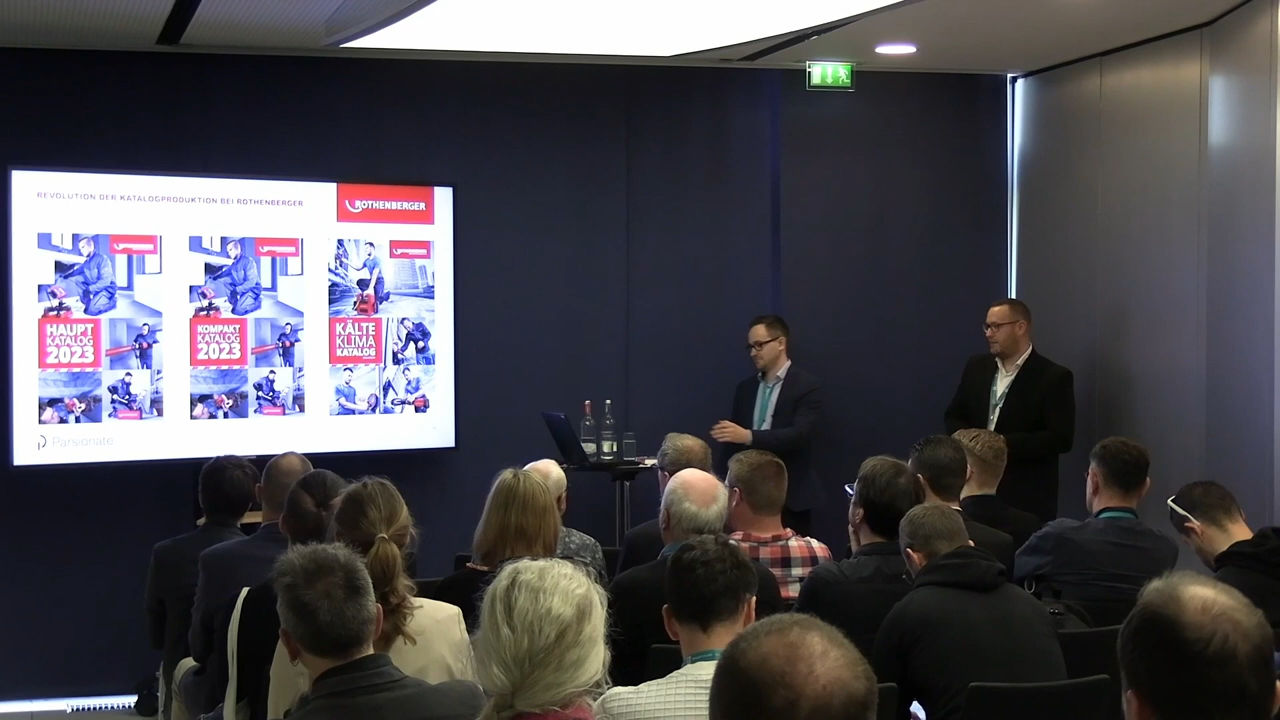 REVOLUTION DER KATALOGPRODUKTION BEI ROTHENBERGER
ROTHENBERGER
HAUPT
KATALOG
2023
KOMPAKT
KATALOG
2023
KÄLTE
KLIMA
KATALOG
Parsionate